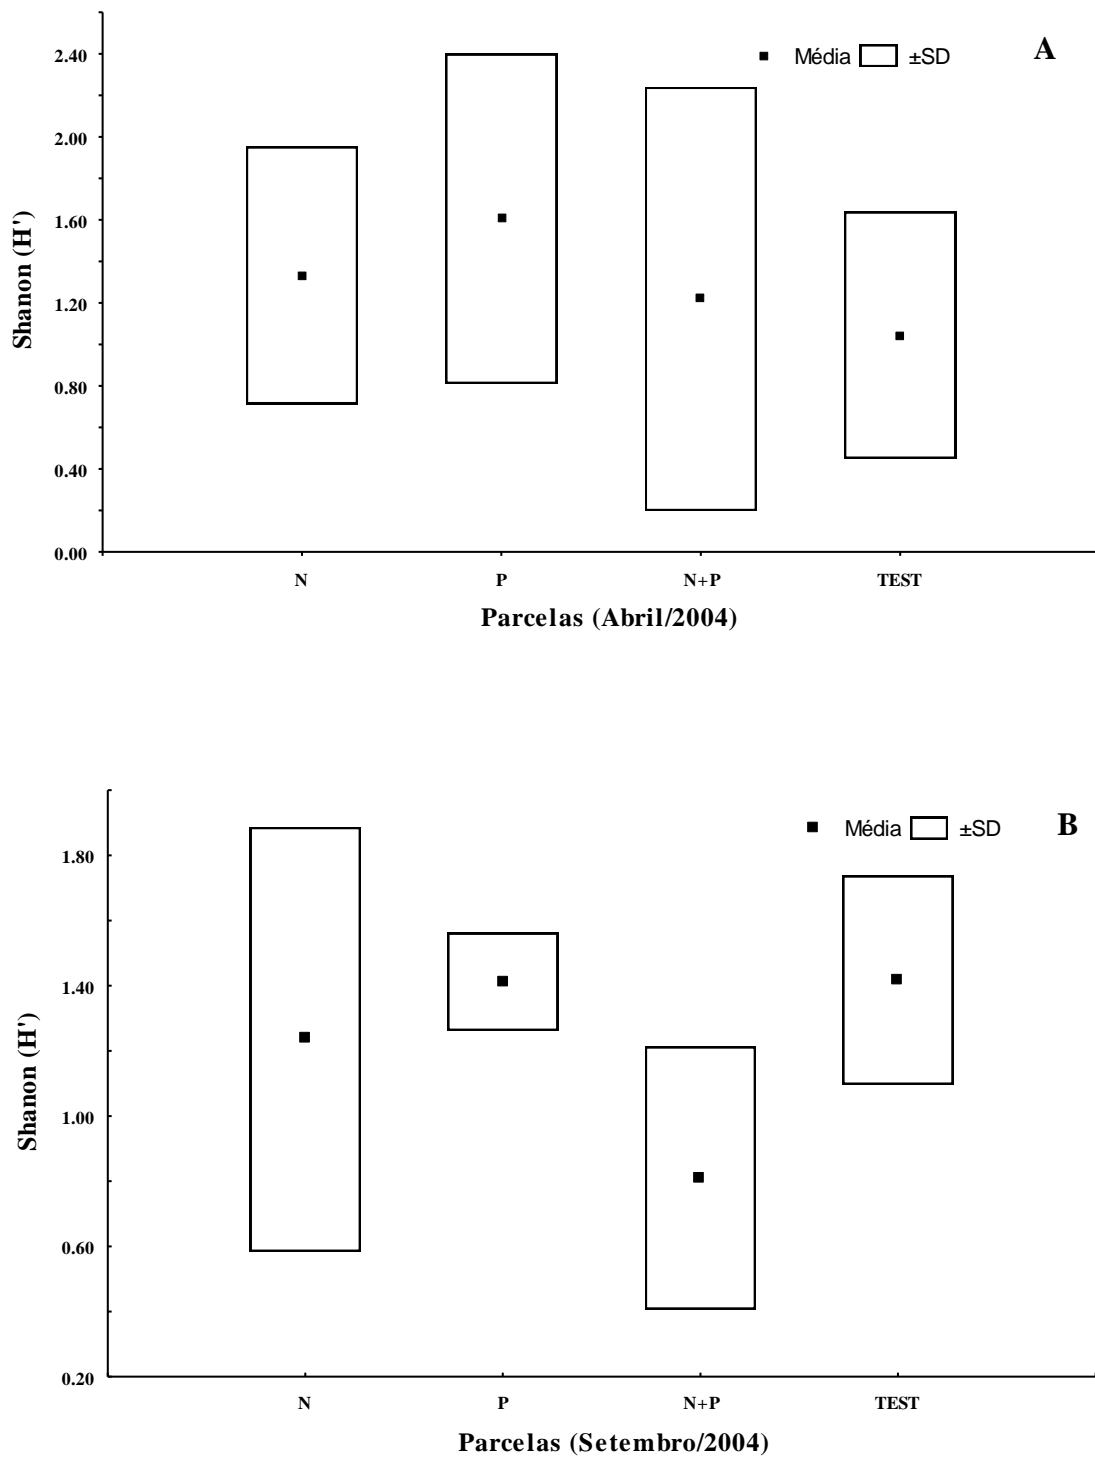 A
Média ±SD
2.40
2.00
1.60
1.20
0.80
0.40
0.00
Shanon (H')
N P N+P TEST
Parcelas (Abril/2004)
B
Média ±SD
1.80
1.40
1.00
0.60
0.20
Shanon (H')
N P N+P TEST
Parcelas (Setembro/2004)